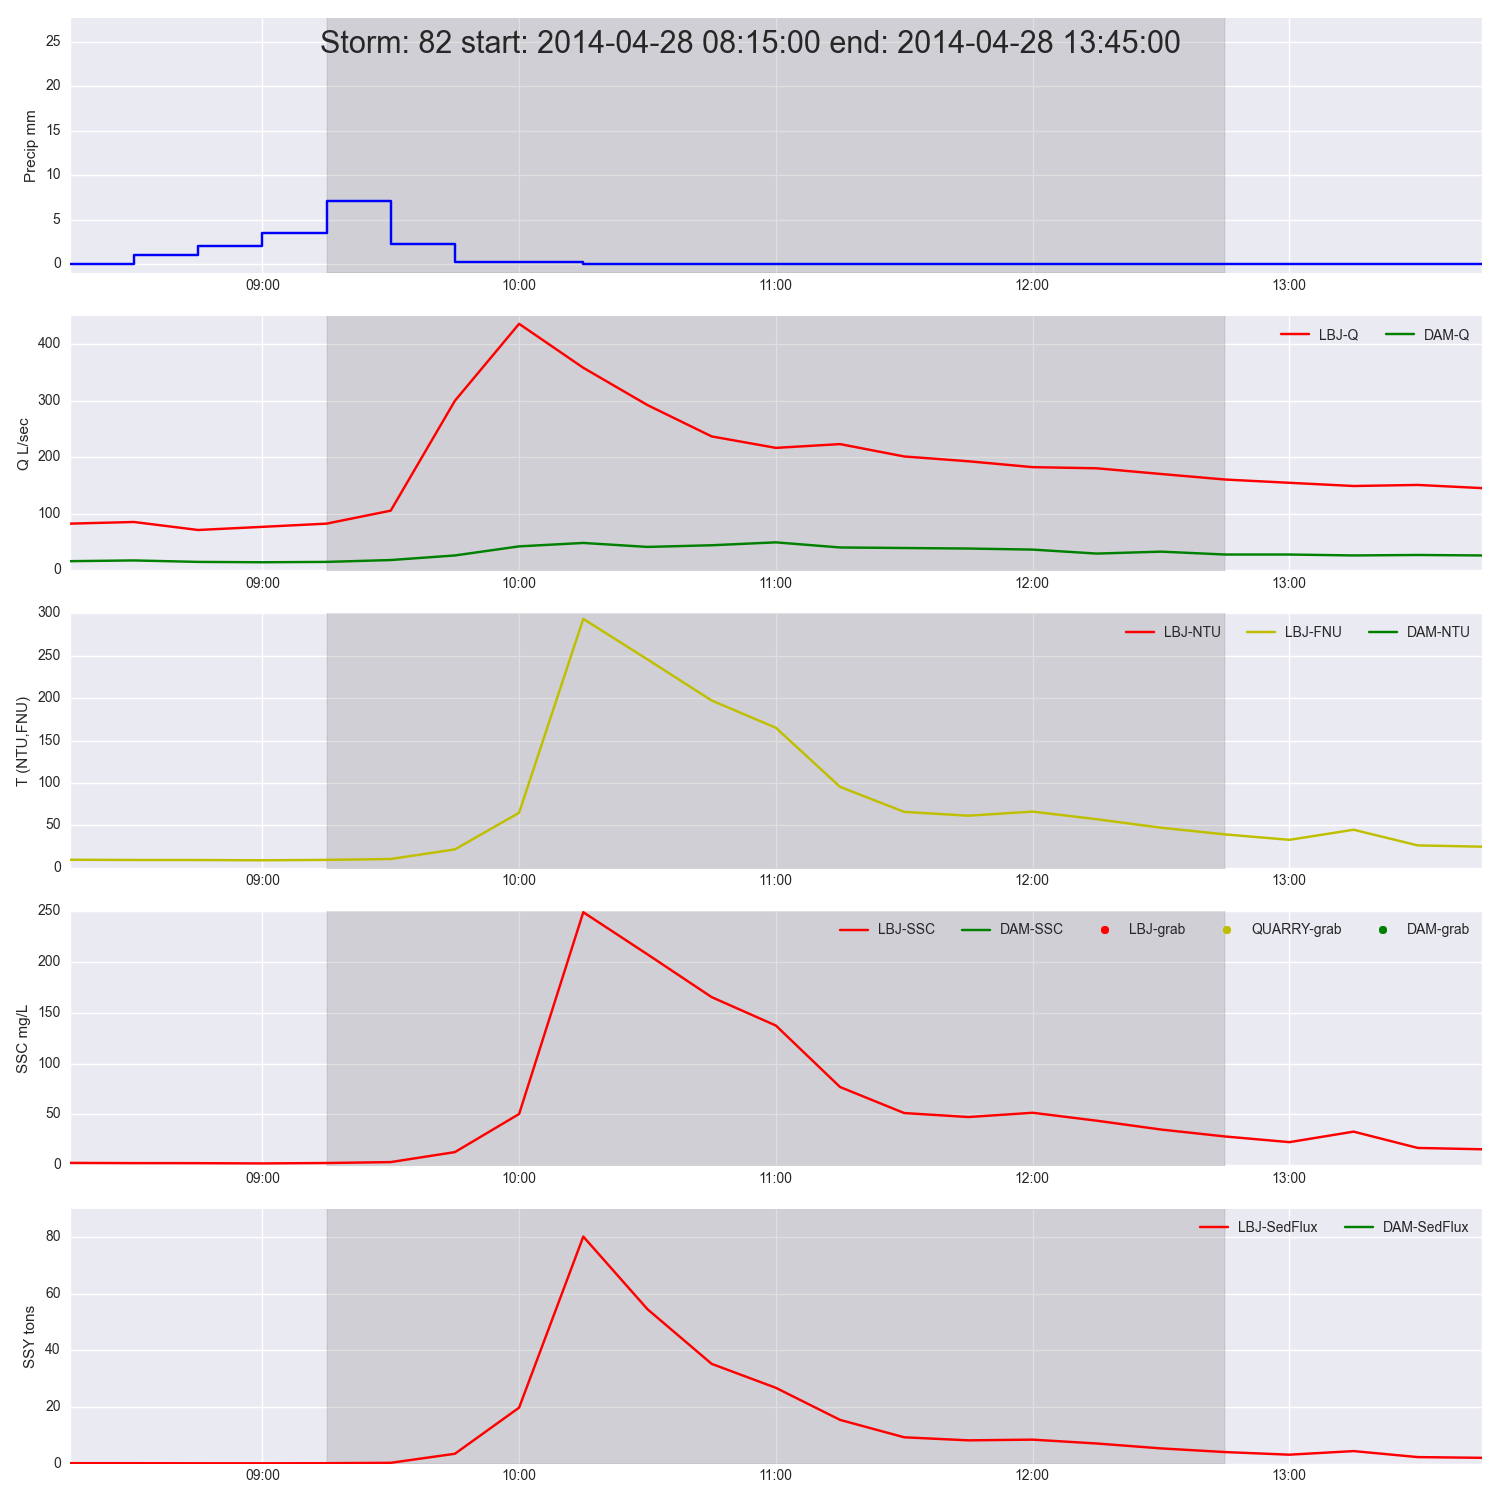 Storm: 82 start: 2014-04-28 08:15:00 end: 2014-04-28 13:45:00
Precip mm
25
20
15
10
5
0
09:00 10:00 11:00 12:00 13:00
LBJ-Q DAM-Q
Q L/sec
400
300
200
100
0
09:00 10:00 11:00 12:00 13:00
LBJ-NTU LBJ-FNU DAM-NTU
T (NTU,FNU)
300
250
200
150
100
50
0
09:00 10:00 11:00 12:00 13:00
LBJ-SSC DAM-SSC LBJ-grab QUARRY-grab DAM-grab
SSC mg/L
250
200
150
100
50
0
09:00 10:00 11:00 12:00 13:00
LBJ-SedFlux DAM-SedFlux
SSY tons
80
60
40
20
0
09:00 10:00 11:00 12:00 13:00